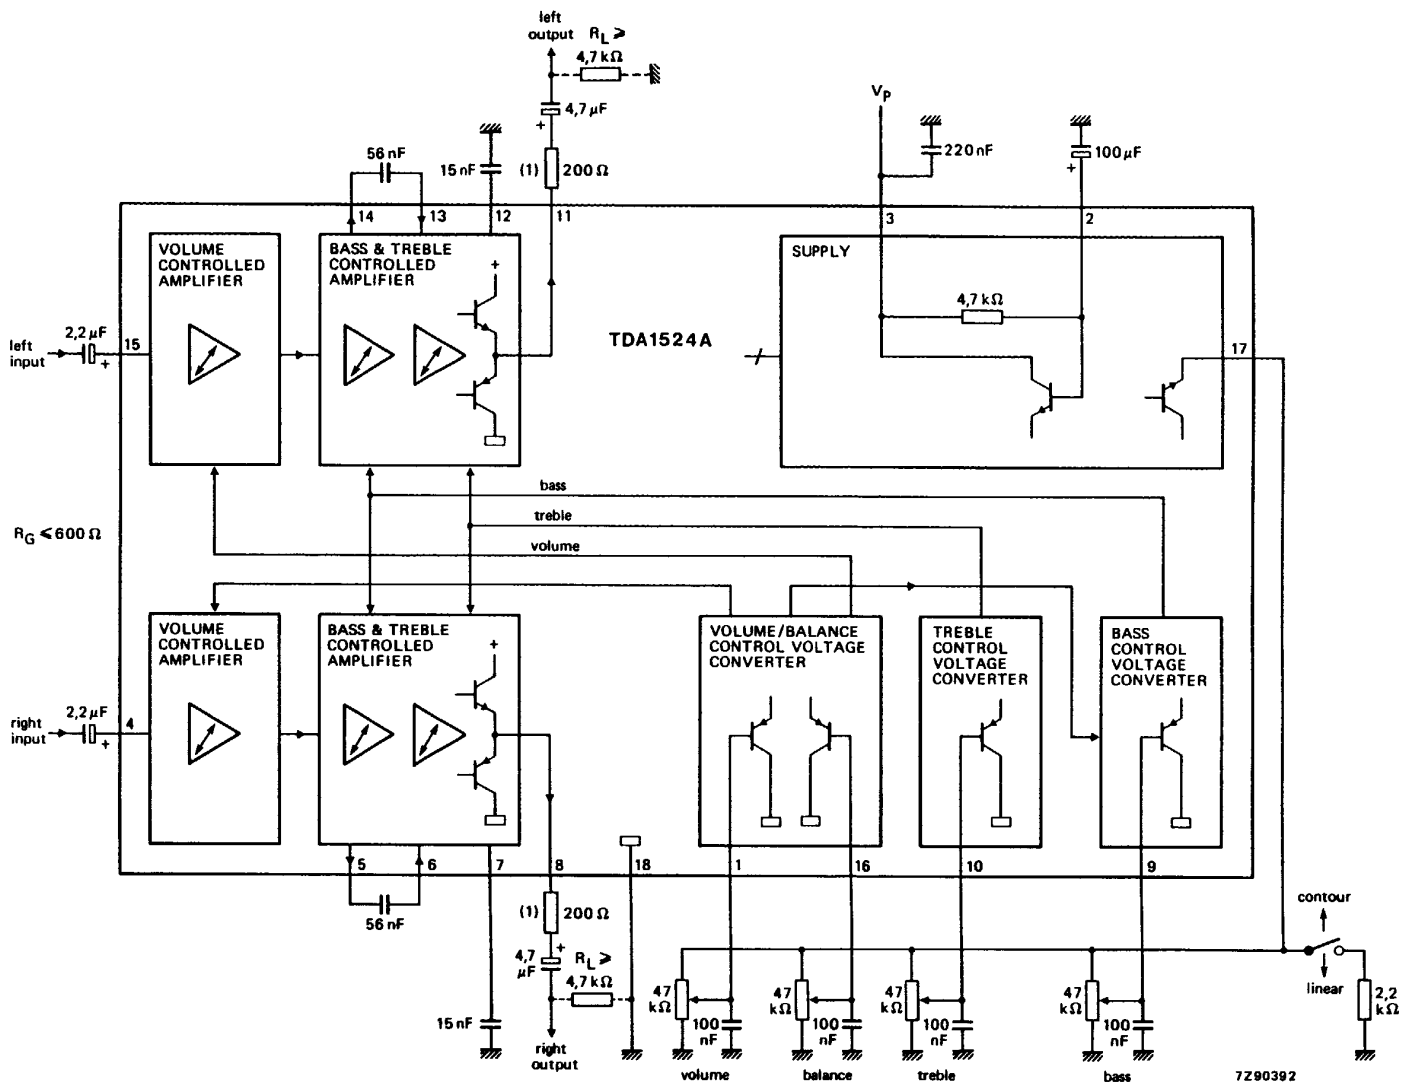 left
output
R_L ⩾
4,7 kΩ
4,7 μF
+
V_P
220 nF
100 μF
+
56 nF
15 nF
(1)
200 Ω
14
13
12
11
3
2
VOLUME
CONTROLLED
AMPLIFIER
BASS & TREBLE
CONTROLLED
AMPLIFIER
+
SUPPLY
4,7 kΩ
TDA1524A
left
input
2,2 μF
+
15
17
bass
treble
volume
R_G ⩽ 600 Ω
VOLUME
CONTROLLED
AMPLIFIER
BASS & TREBLE
CONTROLLED
AMPLIFIER
+
VOLUME/BALANCE
CONTROL VOLTAGE
CONVERTER
TREBLE
CONTROL
VOLTAGE
CONVERTER
BASS
CONTROL
VOLTAGE
CONVERTER
right
input
2,2 μF
+
4
5
6
7
8
18
1
16
10
9
56 nF
(1)
200 Ω
+
4,7
μF
R_L ⩾
4,7 kΩ
15 nF
right
output
47
kΩ
100
nF
volume
47
kΩ
100
nF
balance
47
kΩ
100
nF
treble
47
kΩ
100
nF
bass
contour
linear
2,2
kΩ
7Z90392